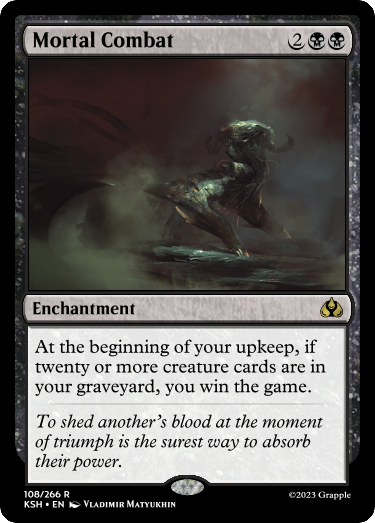 Mortal Combat 2
Enchantment
At the beginning of your upkeep, if
twenty or more creature cards are in
your graveyard, you win the game.
To shed another's blood at the moment
of triumph is the surest way to absorb
their power.
108/266 R
KSH • EN Vladimir Matyukhin
©2023 Grapple